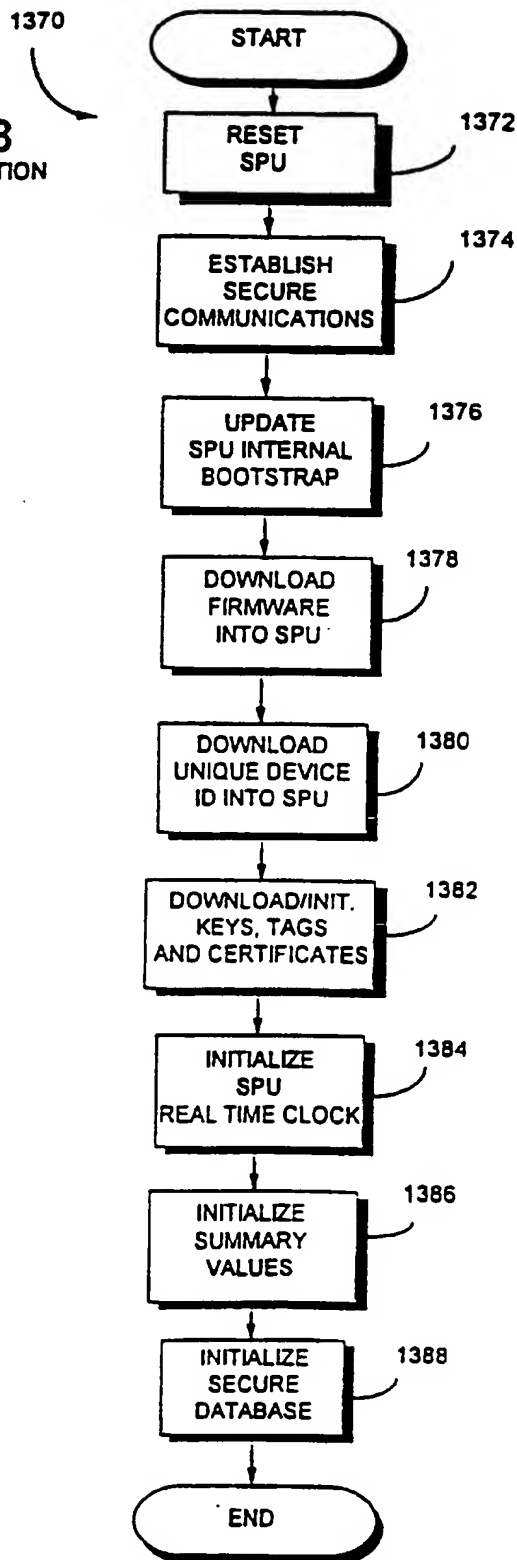 1370
START
3
RESET
SPU
1372
ESTABLISH
SECURE
COMMUNICATIONS
1374
UPDATE
SPU INTERNAL
BOOTSTRAP
1376
DOWNLOAD
FIRMWARE
INTO SPU
1378
DOWNLOAD
UNIQUE DEVICE
ID INTO SPU
1380
DOWNLOAD/INIT.
KEYS, TAGS
AND CERTIFICATES
1382
INITIALIZE
SPU
REAL TIME CLOCK
1384
INITIALIZE
SUMMARY
VALUES
1386
INITIALIZE
SECURE
DATABASE
1388
END